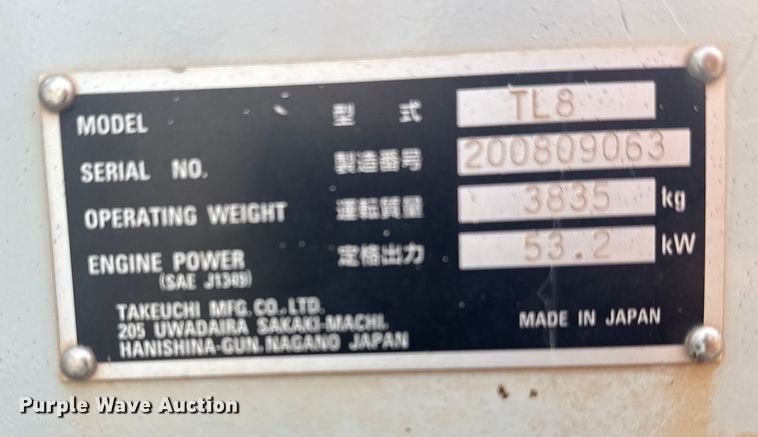 MODEL 型式 TL8
SERIAL NO. 製造番号 200809063
OPERATING WEIGHT 運転質量 3835 kg
ENGINE POWER 定格出力 53.2 kW
(SAE J1349)
TAKEUCHI MFG. CO., LTD.
205 UWADAIRA SAKAKI-MACHI,
HANISHINA-GUN, NAGANO JAPAN
MADE IN JAPAN
Purple Wave Auction